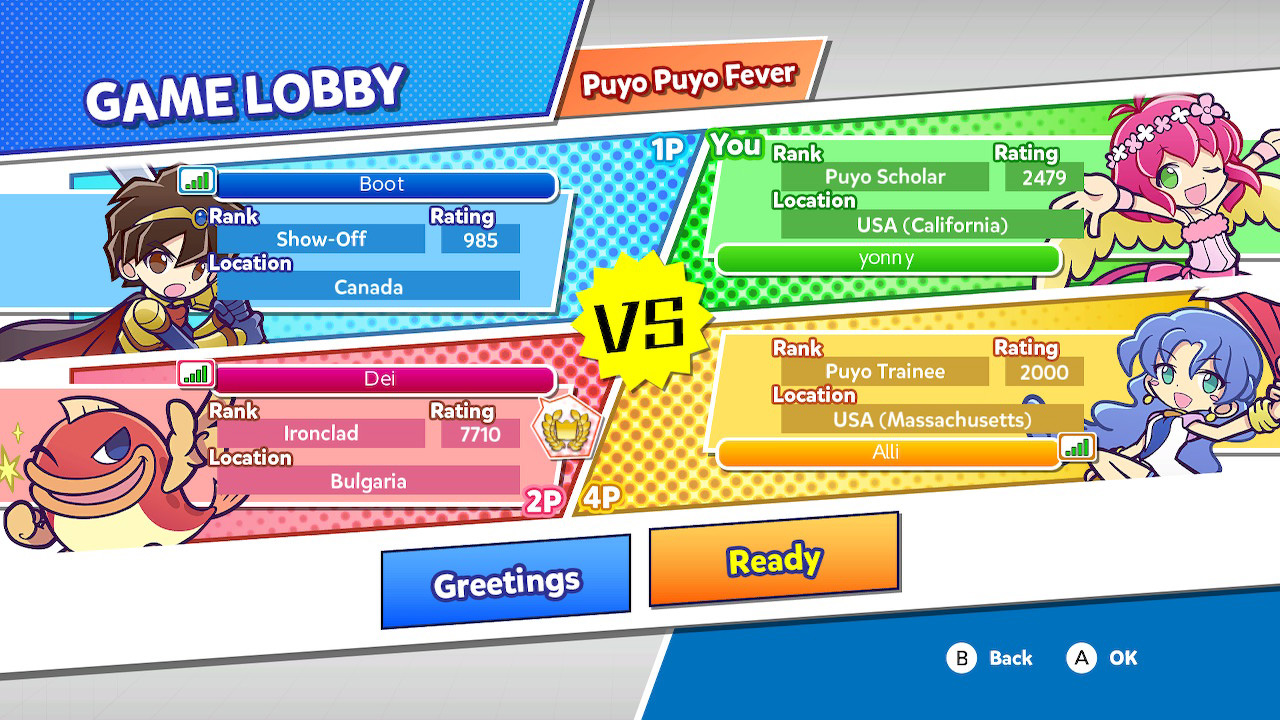 GAME LOBBY
Puyo Puyo Fever
1P
Boot
Rank
Rating
Show-Off
985
Location
Canada
You
Rank
Rating
Puyo Scholar
2479
Location
USA (California)
yonny
VS
Dei
Rank
Rating
Ironclad
7710
Location
Bulgaria
2P
4P
Rank
Rating
Puyo Trainee
2000
Location
USA (Massachusetts)
Alli
Greetings
Ready
B Back
A OK